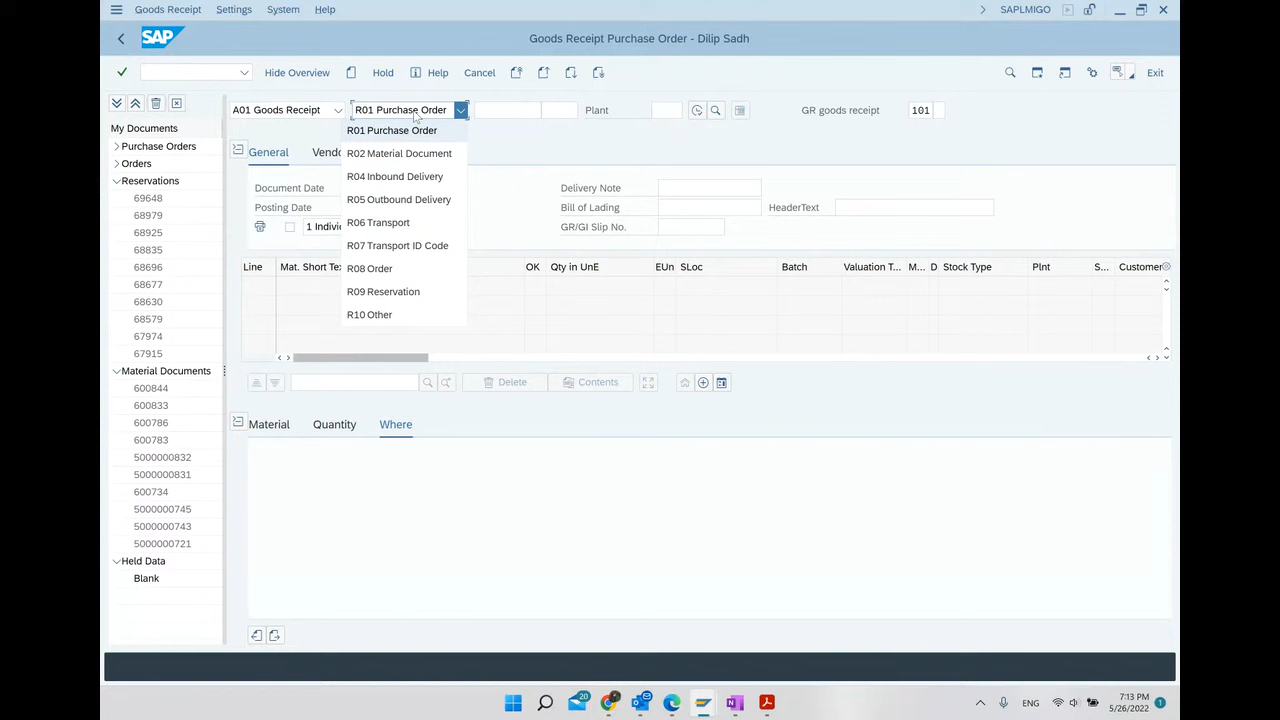 Goods Receipt Settings System Help SAPLMIGO
SAP Goods Receipt Purchase Order - Dilip Sadh
Hide Overview Hold Help Cancel Exit
A01 Goods Receipt R01 Purchase Order Plant GR goods receipt 101
My Documents
Purchase Orders
Orders
Reservations
69648
68979
68925
68835
68696
68677
68630
68579
67974
67915
Material Documents
600844
600833
600786
600783
5000000832
5000000831
600734
5000000745
5000000743
5000000721
Held Data
Blank
R01 Purchase Order
R02 Material Document
R04 Inbound Delivery
R05 Outbound Delivery
R06 Transport
R07 Transport ID Code
R08 Order
R09 Reservation
R10 Other
General Vendo
Document Date Delivery Note
Posting Date Bill of Lading HeaderText
1 Indivi GR/GI Slip No.
Line Mat. Short Tex OK Qty in UnE EUn SLoc Batch Valuation T... M... D Stock Type Plnt S... Customer
Delete Contents
Material Quantity Where
20 ENG 7:13 PM
5/26/2022 1